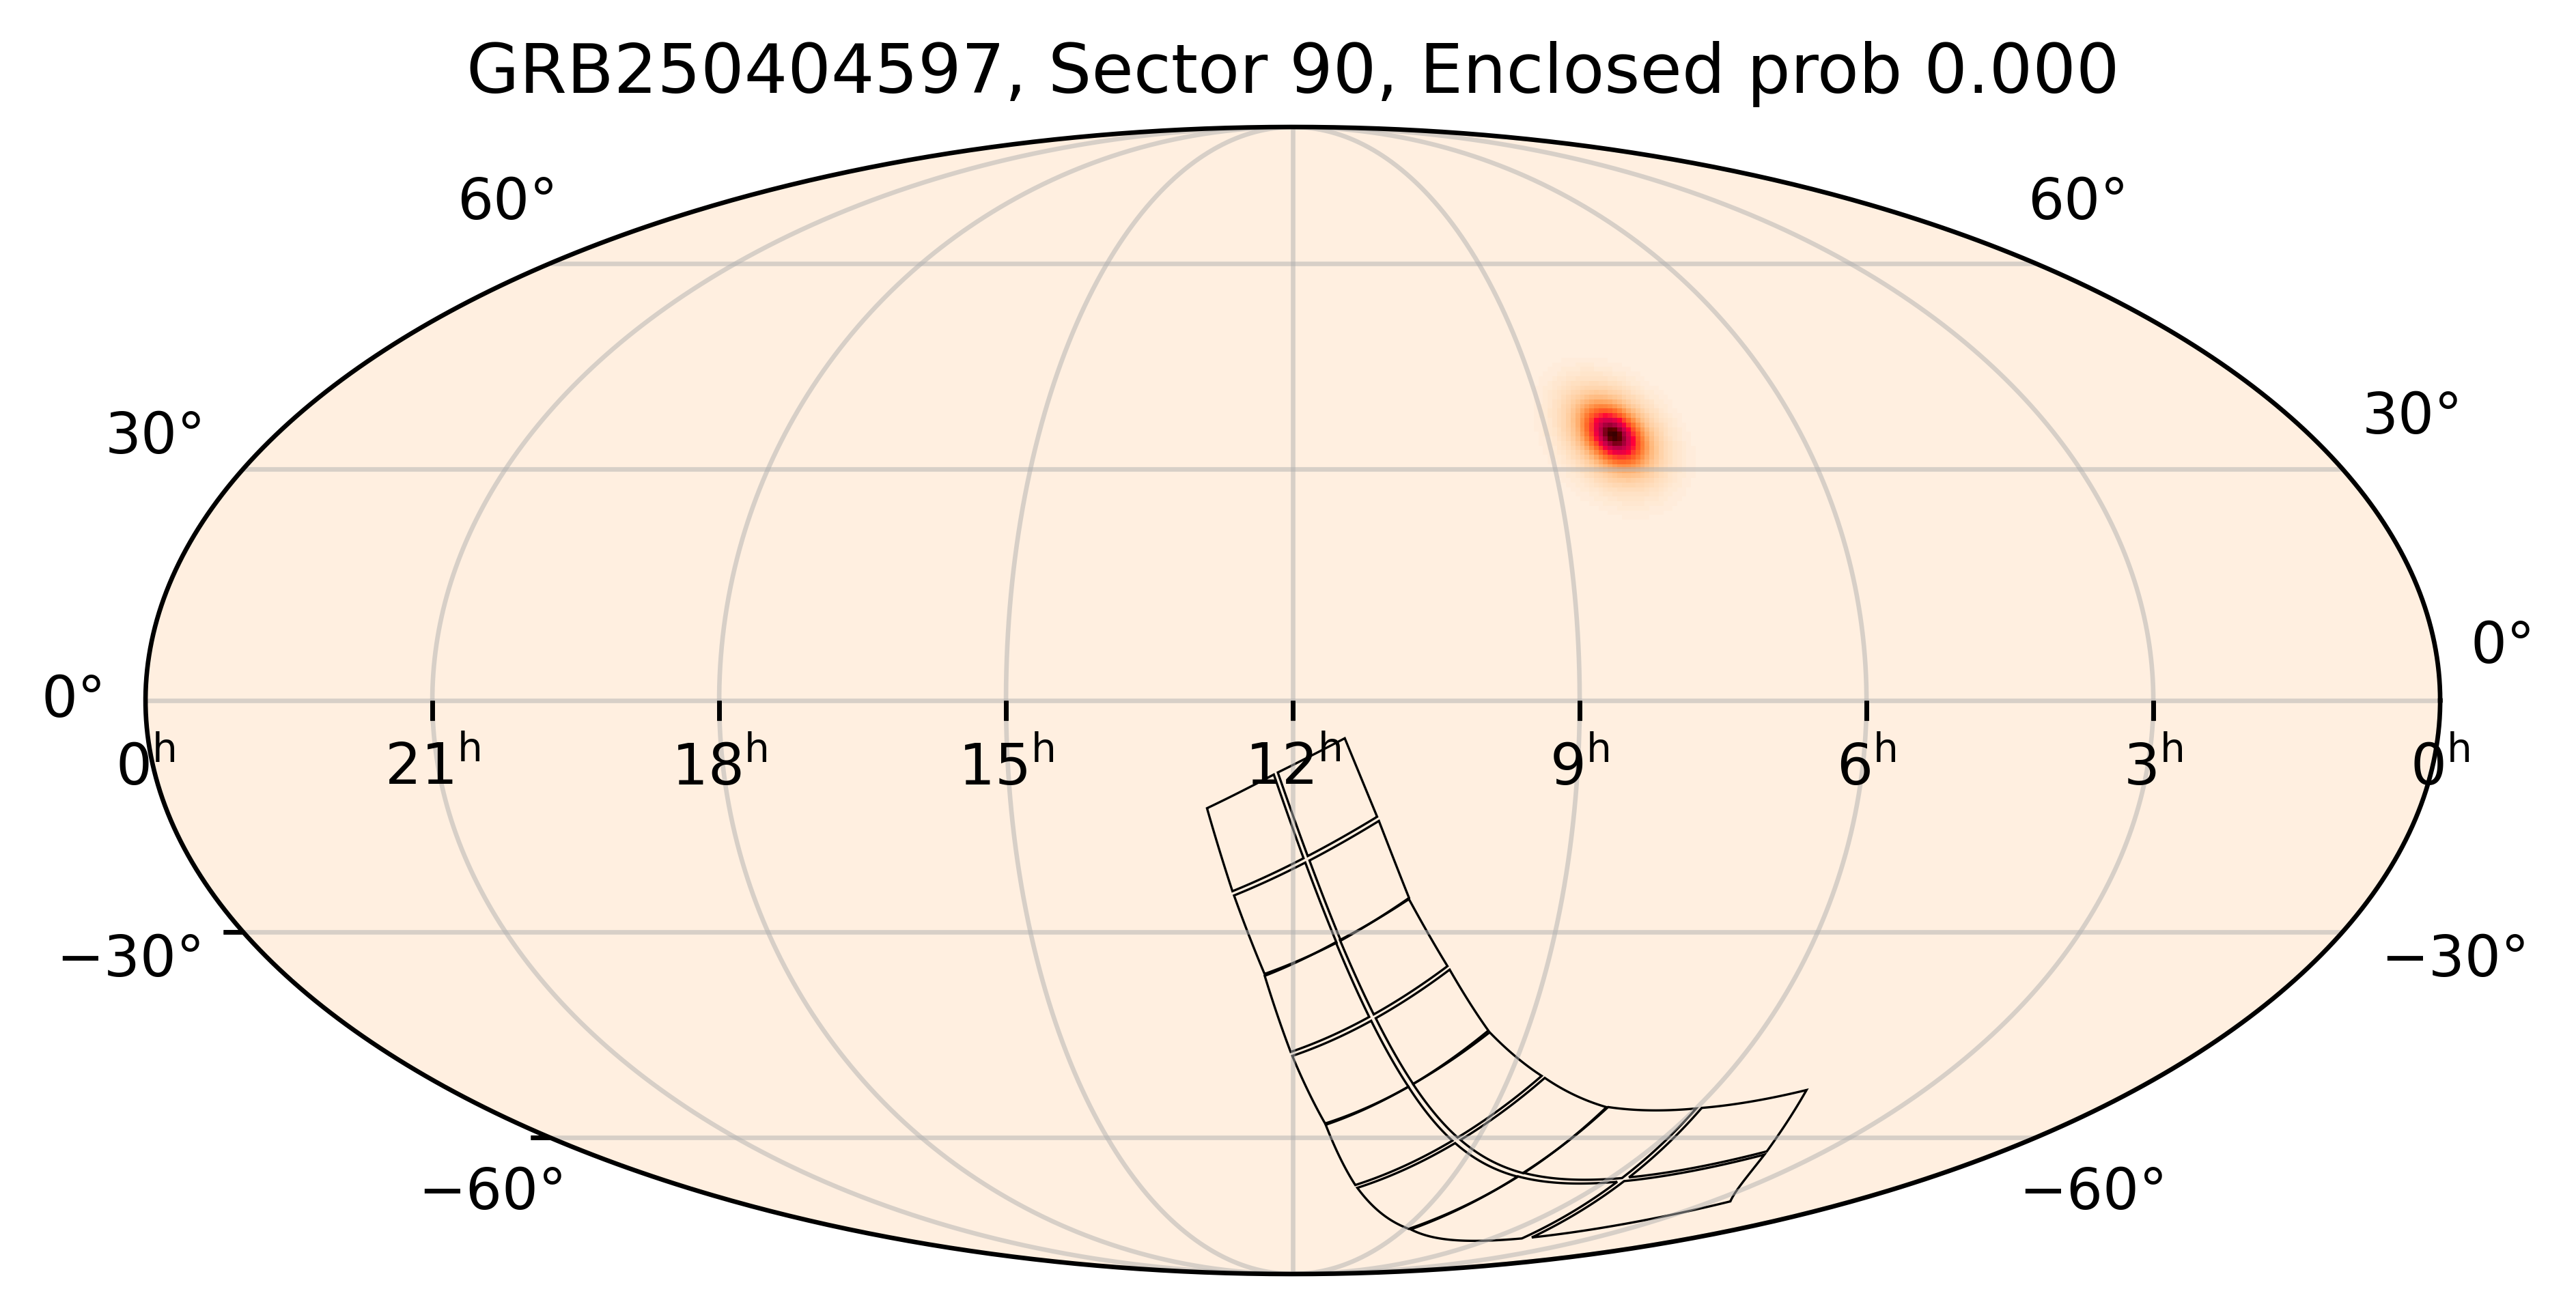 GRB250404597, Sector 90, Enclosed prob 0.000
60° 60°
30° 30°
0° 0°
0ʰ 21ʰ 18ʰ 15ʰ 12ʰ 9ʰ 6ʰ 3ʰ 0ʰ
−30° −30°
−60° −60°